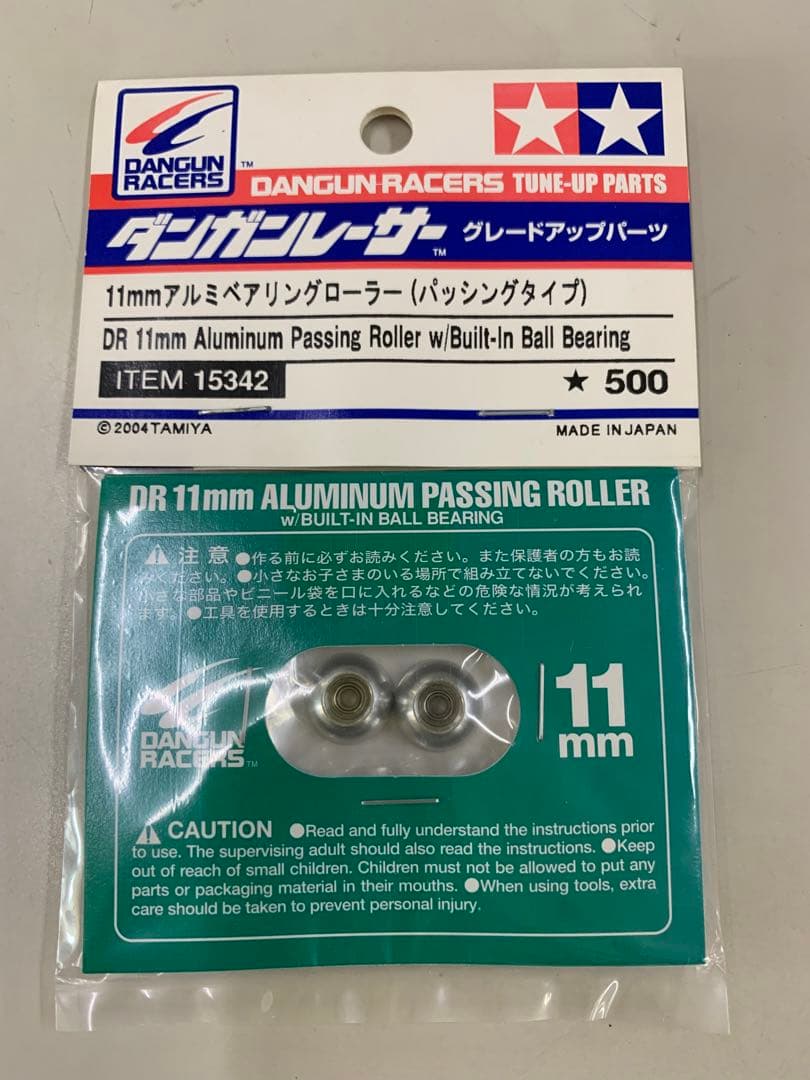 DANGUN
RACERS™
DANGUN RACERS TUNE-UP PARTS
ダンガンレーサー™ グレードアップパーツ
11mmアルミベアリングローラー(パッシングタイプ)
DR 11mm Aluminum Passing Roller w/Built-In Ball Bearing
ITEM 15342 ★ 500
©2004 TAMIYA MADE IN JAPAN
DR 11mm ALUMINUM PASSING ROLLER
w/BUILT-IN BALL BEARING
注意 ●作る前に必ずお読みください。また保護者の方もお読
みください。●小さなお子さまのいる場所で組み立てないでください。
小さな部品やビニール袋を口に入れるなどの危険な情況が考えられ
ます。●工具を使用するときは十分注意してください。
DANGUN
RACERS™
11
mm
CAUTION ●Read and fully understand the instructions prior
to use. The supervising adult should also read the instructions. ●Keep
out of reach of small children. Children must not be allowed to put any
parts or packaging material in their mouths. ●When using tools, extra
care should be taken to prevent personal injury.